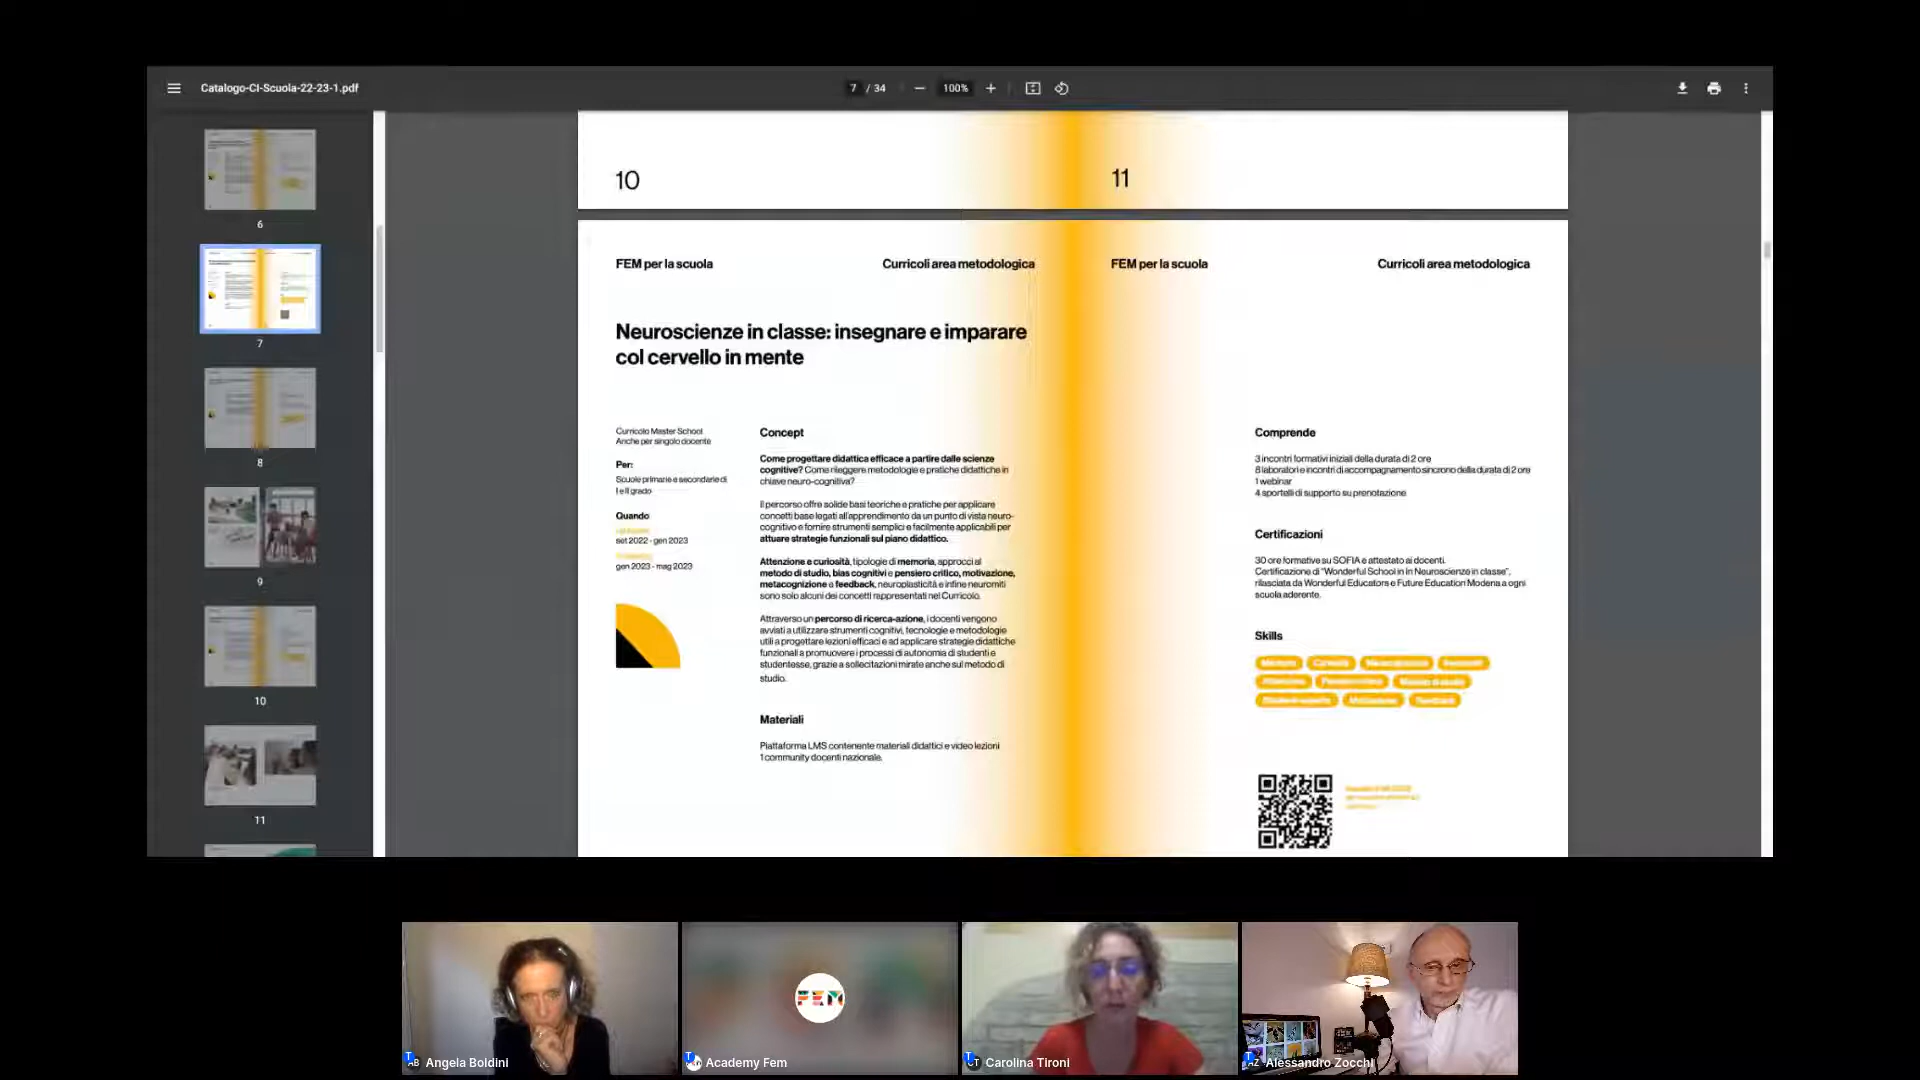 Catalogo-CI-Scuola-22-23-1.pdf
7 / 34
100%
6
7
8
9
10
11
10
11
FEM per la scuola
Curricoli area metodologica
FEM per la scuola
Curricoli area metodologica
Neuroscienze in classe: insegnare e imparare
col cervello in mente
Curricolo Master School
Anche per singolo docente
Per:
Scuole primarie e secondarie di
I e II grado
Quando
set 2022 - gen 2023
gen 2023 - mag 2023
Concept
Come progettare didattica efficace a partire dalle scienze
cognitive? Come rileggere metodologie e pratiche didattiche in
chiave neuro-cognitiva?
Il percorso offre solide basi teoriche e pratiche per applicare
concetti base legati all'apprendimento da un punto di vista neuro-
cognitivo e fornire strumenti semplici e facilmente applicabili per
attuare strategie funzionali sul piano didattico.
Attenzione e curiosità, tipologie di memoria, approcci al
metodo di studio, bias cognitivi e pensiero critico, motivazione,
metacognizione e feedback, neuroplasticità e infine neuromiti
sono solo alcuni dei concetti rappresentati nel Curricolo.
Attraverso un percorso di ricerca-azione, i docenti vengono
avviati a utilizzare strumenti cognitivi, tecnologie e metodologie
utili a progettare lezioni efficaci e ad applicare strategie didattiche
funzionali a promuovere i processi di autonomia di studenti e
studentesse, grazie a sollecitazioni mirate anche sul metodo di
studio.
Materiali
Piattaforma LMS contenente materiali didattici e video lezioni
1 community docenti nazionale.
Comprende
3 incontri formativi iniziali della durata di 2 ore
8 laboratori e incontri di accompagnamento sincrono della durata di 2 ore
1 webinar
4 sportelli di supporto su prenotazione
Certificazioni
30 ore formative su SOFIA e attestato ai docenti.
Certificazione di "Wonderful School in in Neuroscienze in classe",
rilasciata da Wonderful Educators e Future Education Modena a ogni
scuola aderente.
Skills
FEM
Angela Boldini
Academy Fem
Carolina Tironi
Alessandro Zocchi